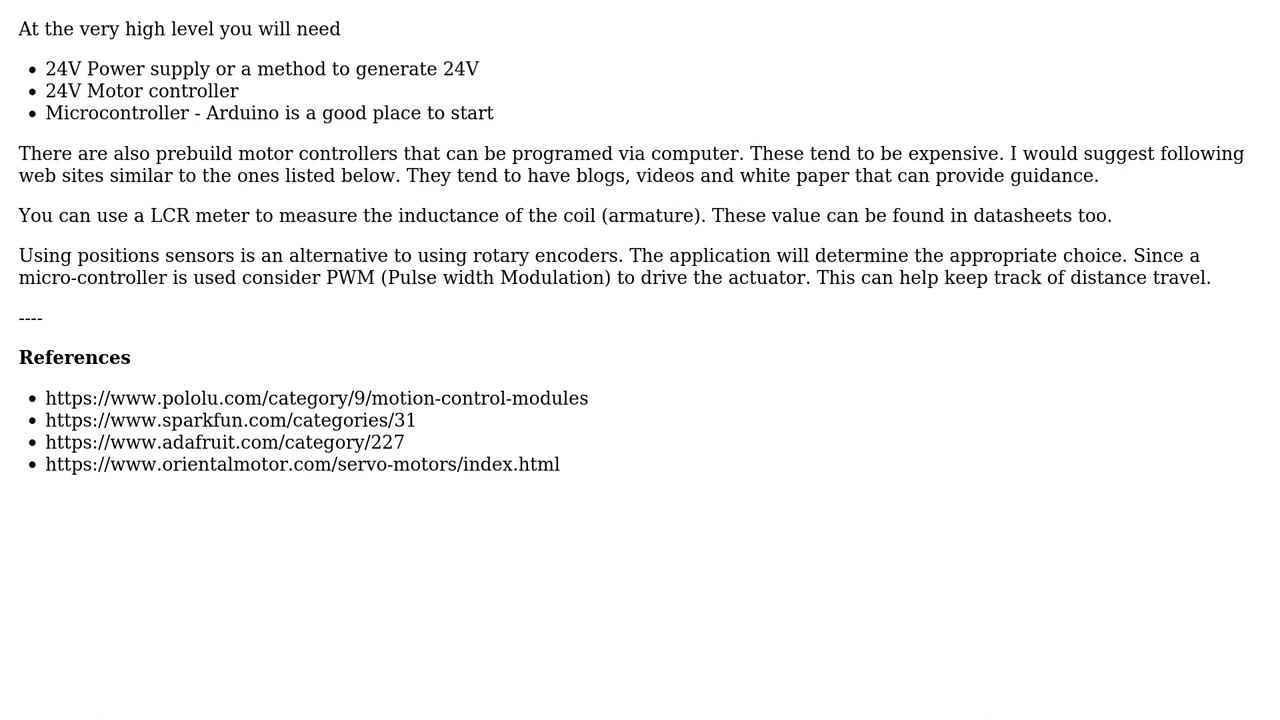 At the very high level you will need
• 24V Power supply or a method to generate 24V
• 24V Motor controller
• Microcontroller - Arduino is a good place to start
There are also prebuild motor controllers that can be programed via computer. These tend to be expensive. I would suggest following
web sites similar to the ones listed below. They tend to have blogs, videos and white paper that can provide guidance.
You can use a LCR meter to measure the inductance of the coil (armature). These value can be found in datasheets too.
Using positions sensors is an alternative to using rotary encoders. The application will determine the appropriate choice. Since a
micro-controller is used consider PWM (Pulse width Modulation) to drive the actuator. This can help keep track of distance travel.
----
References
• https://www.pololu.com/category/9/motion-control-modules
• https://www.sparkfun.com/categories/31
• https://www.adafruit.com/category/227
• https://www.orientalmotor.com/servo-motors/index.html